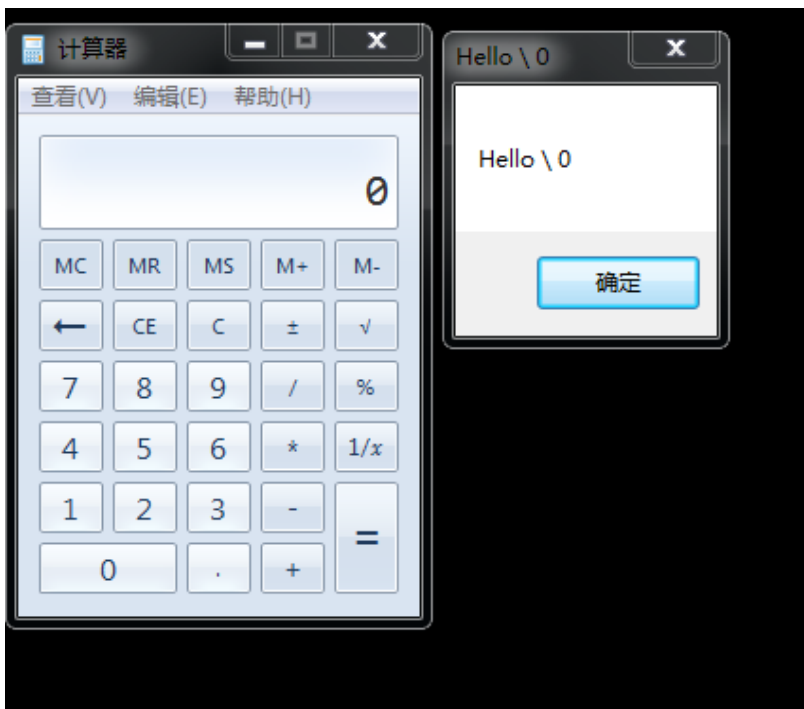 计算器
查看(V) 编辑(E) 帮助(H)
0
MC MR MS M+ M-
← CE C ± √
7 8 9 / %
4 5 6 * 1/x
1 2 3 - =
0 . +
Hello \ 0
Hello \ 0
确定